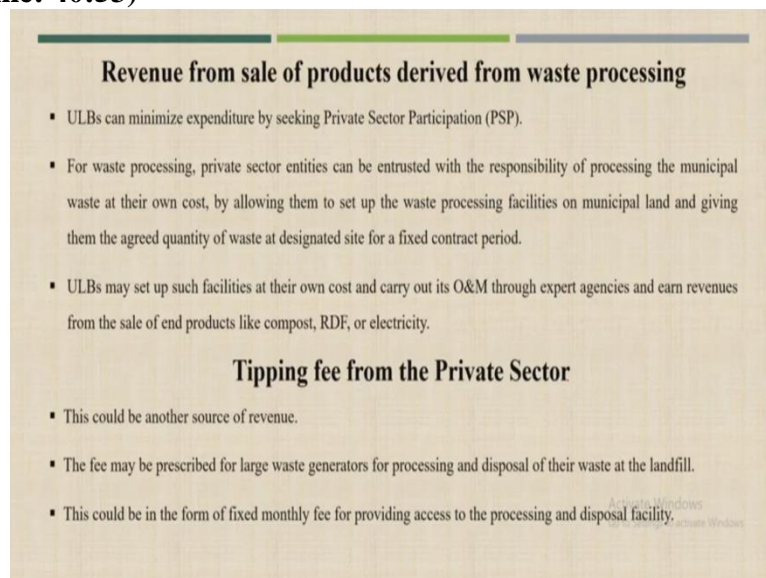 Revenue from sale of products derived from waste processing
▪ ULBs can minimize expenditure by seeking Private Sector Participation (PSP).
▪ For waste processing, private sector entities can be entrusted with the responsibility of processing the municipal
waste at their own cost, by allowing them to set up the waste processing facilities on municipal land and giving
them the agreed quantity of waste at designated site for a fixed contract period.
▪ ULBs may set up such facilities at their own cost and carry out its O&M through expert agencies and earn revenues
from the sale of end products like compost, RDF, or electricity.
Tipping fee from the Private Sector
▪ This could be another source of revenue.
▪ The fee may be prescribed for large waste generators for processing and disposal of their waste at the landfill.
Activate Windows
▪ This could be in the form of fixed monthly fee for providing access to the processing and disposal facility.
activate Windows